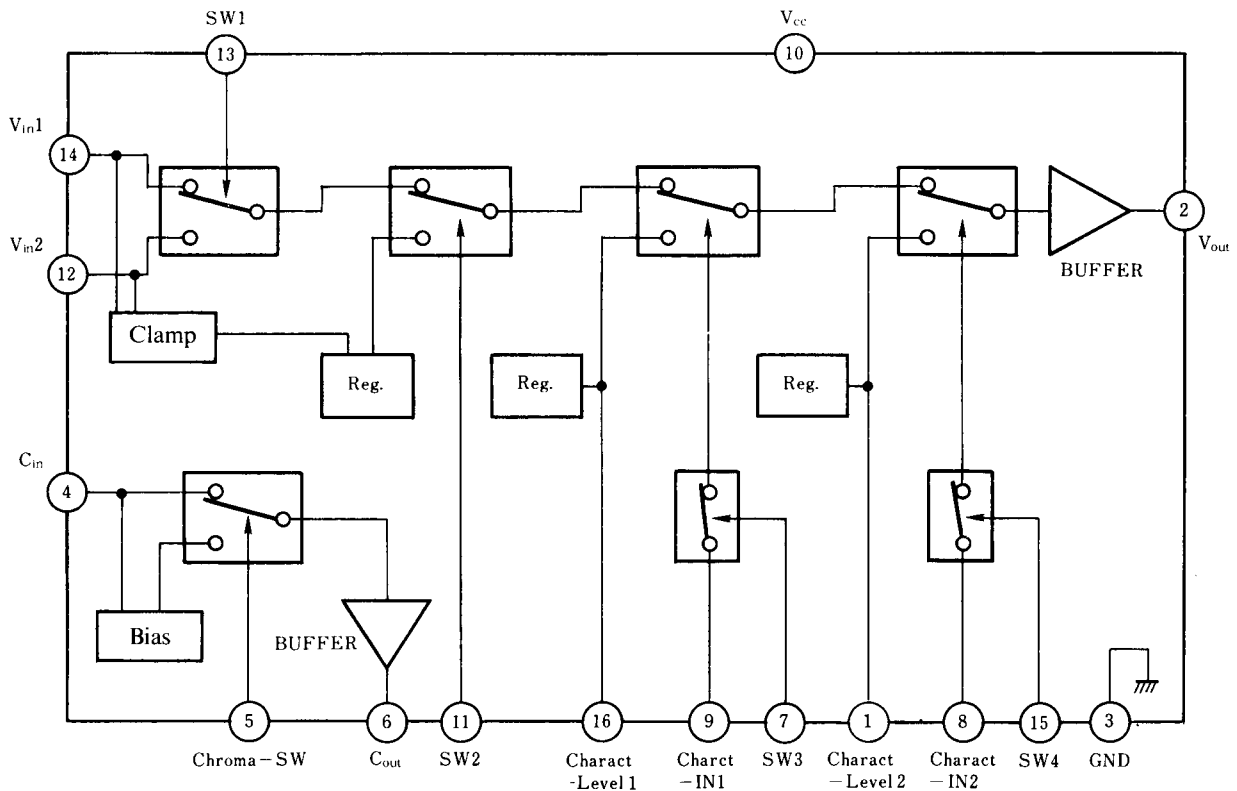 SW1
Vcc
13
10
Vin1
14
Vin2
12
2
Vout
BUFFER
Clamp
Reg.
Reg.
Reg.
Cin
4
Bias
BUFFER
5
6
11
16
9
7
1
8
15
3
Chroma-SW
Cout
SW2
Charact
-Level 1
Charct
-IN1
SW3
Charact
-Level 2
Charact
-IN2
SW4
GND